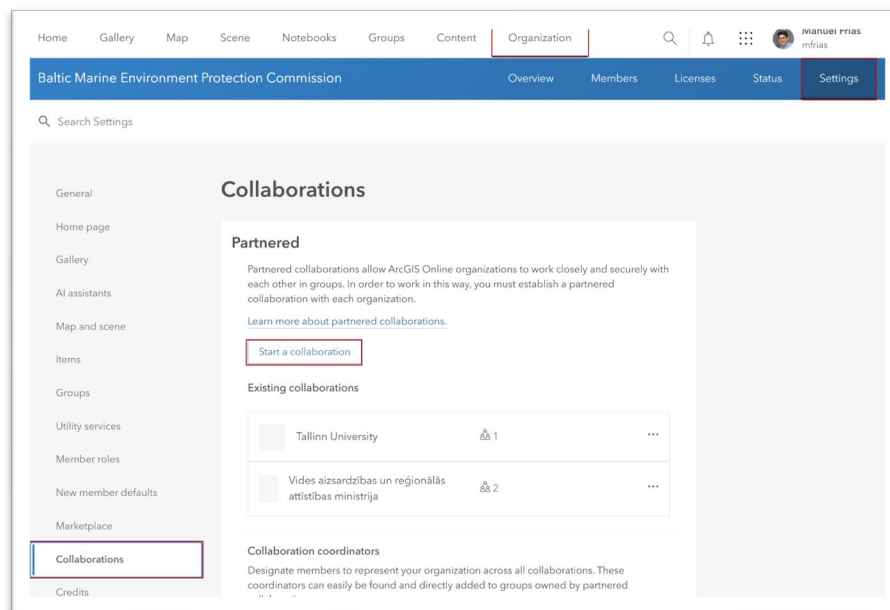 Home Gallery Map Scene Notebooks Groups Content Organization Manuel Frias
mfrias
Baltic Marine Environment Protection Commission Overview Members Licenses Status Settings
Search Settings
Collaborations
General
Home page
Gallery
AI assistants
Map and scene
Items
Groups
Utility services
Member roles
New member defaults
Marketplace
Collaborations
Credits
Partnered
Partnered collaborations allow ArcGIS Online organizations to work closely and securely with
each other in groups. In order to work in this way, you must establish a partnered
collaboration with each organization.
Learn more about partnered collaborations.
Start a collaboration
Existing collaborations
Tallinn University 1 ...
Vides aizsardzības un reģionālās
attīstības ministrija 2 ...
Collaboration coordinators
Designate members to represent your organization across all collaborations. These
coordinators can easily be found and directly added to groups owned by partnered